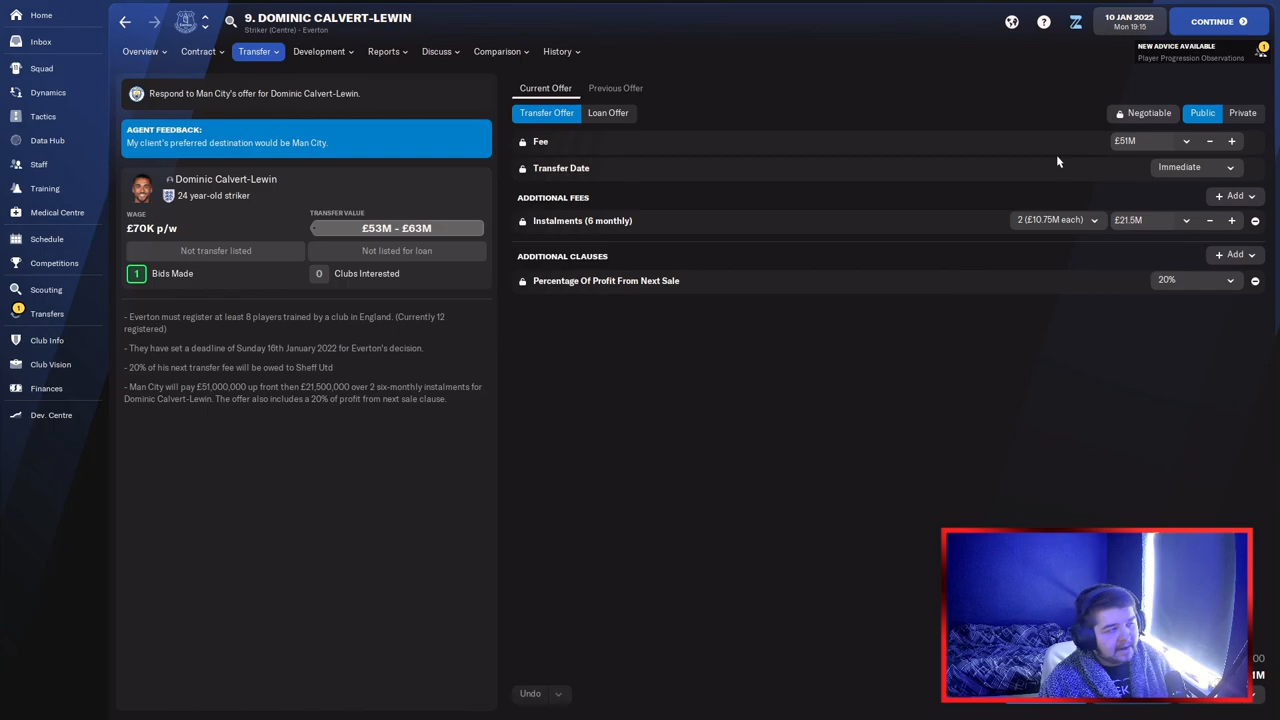 Home
Inbox
Squad
Dynamics
Tactics
Data Hub
Staff
Training
Medical Centre
Schedule
Competitions
Scouting
1
Transfers
Club Info
Club Vision
Finances
Dev. Centre
9. DOMINIC CALVERT-LEWIN
Striker (Centre) - Everton
10 JAN 2022
Mon 19:15
CONTINUE
NEW ADVICE AVAILABLE
Player Progression Observations
1
Overview
Contract
Transfer
Development
Reports
Discuss
Comparison
History
Respond to Man City's offer for Dominic Calvert-Lewin.
AGENT FEEDBACK:
My client's preferred destination would be Man City.
Dominic Calvert-Lewin
24 year-old striker
WAGE
£70K p/w
TRANSFER VALUE
£53M - £63M
Not transfer listed
Not listed for loan
1 Bids Made
0 Clubs Interested
- Everton must register at least 8 players trained by a club in England. (Currently 12
registered)
- They have set a deadline of Sunday 16th January 2022 for Everton's decision.
- 20% of his next transfer fee will be owed to Sheff Utd
- Man City will pay £51,000,000 up front then £21,500,000 over 2 six-monthly instalments for
Dominic Calvert-Lewin. The offer also includes a 20% of profit from next sale clause.
Current Offer
Previous Offer
Transfer Offer
Loan Offer
Negotiable
Public
Private
Fee
£51M
Transfer Date
Immediate
ADDITIONAL FEES
+ Add
Instalments (6 monthly)
2 (£10.75M each)
£21.5M
ADDITIONAL CLAUSES
+ Add
Percentage Of Profit From Next Sale
20%
Undo